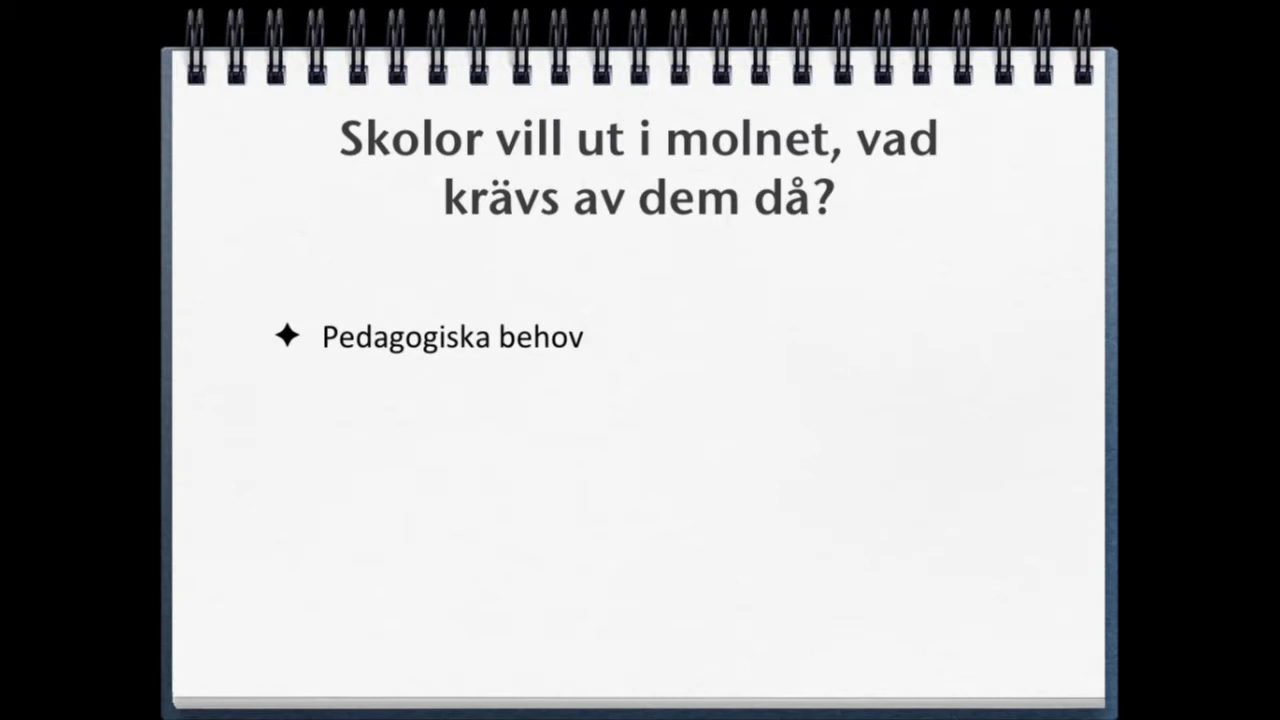 Skolor vill ut i molnet, vad
krävs av dem då?
✦ Pedagogiska behov